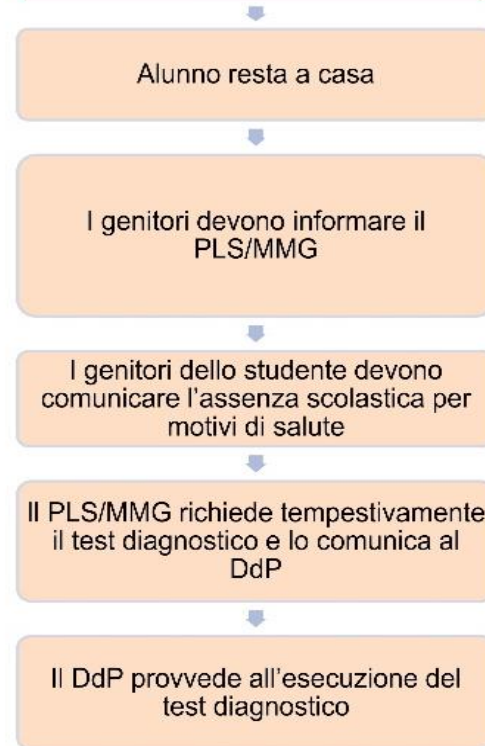 Alunno resta a casa
I genitori devono informare il
PLS/MMG
I genitori dello studente devono
comunicare l'assenza scolastica per
motivi di salute
Il PLS/MMG richiede tempestivamente
il test diagnostico e lo comunica al
DdP
Il DdP provvede all'esecuzione del
test diagnostico